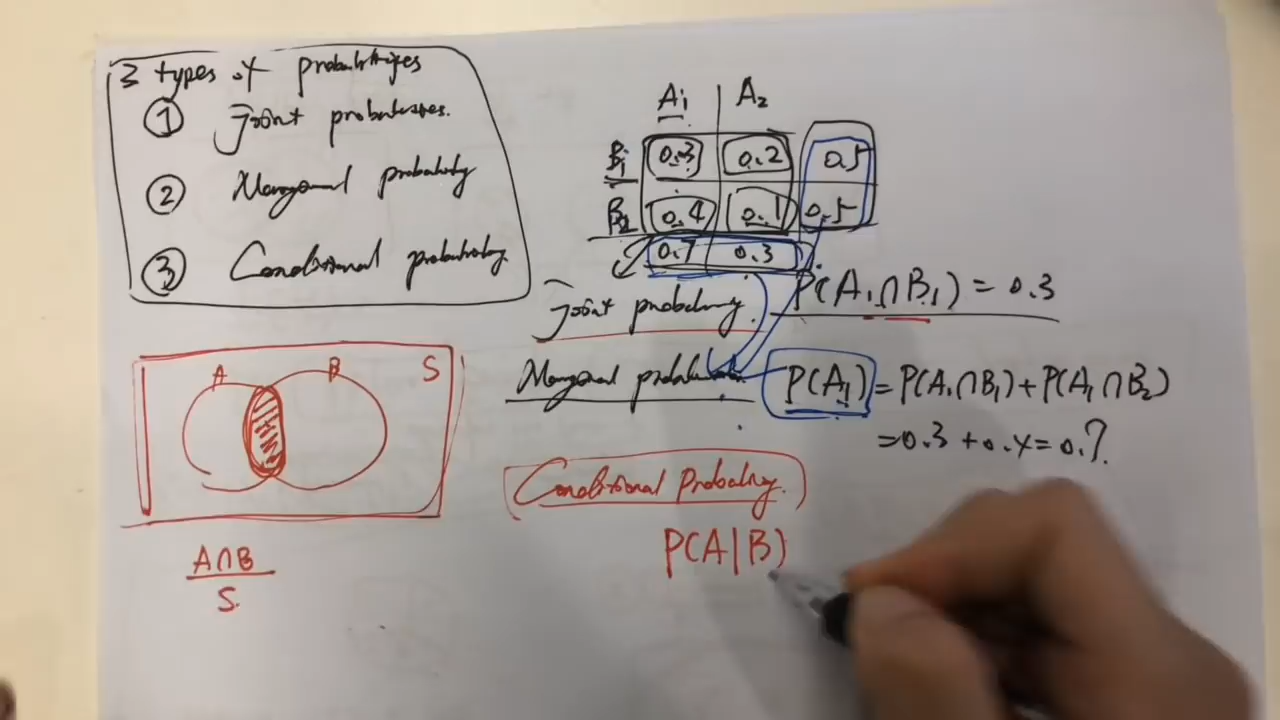 3 types of probabilities
① Joint probabilities.
② Marginal probability
③ Conditional probability
A1 A2
B1 0.3 0.2 0.5
B2 0.4 0.1 0.5
0.7 0.3
Joint probability. P(A1∩B1) = 0.3
Marginal probabilities P(A1) = P(A1∩B1) + P(A1∩B2)
= 0.3 + 0.4 = 0.7.
A B S
Conditional Probability.
P(A|B)
A∩B
S.